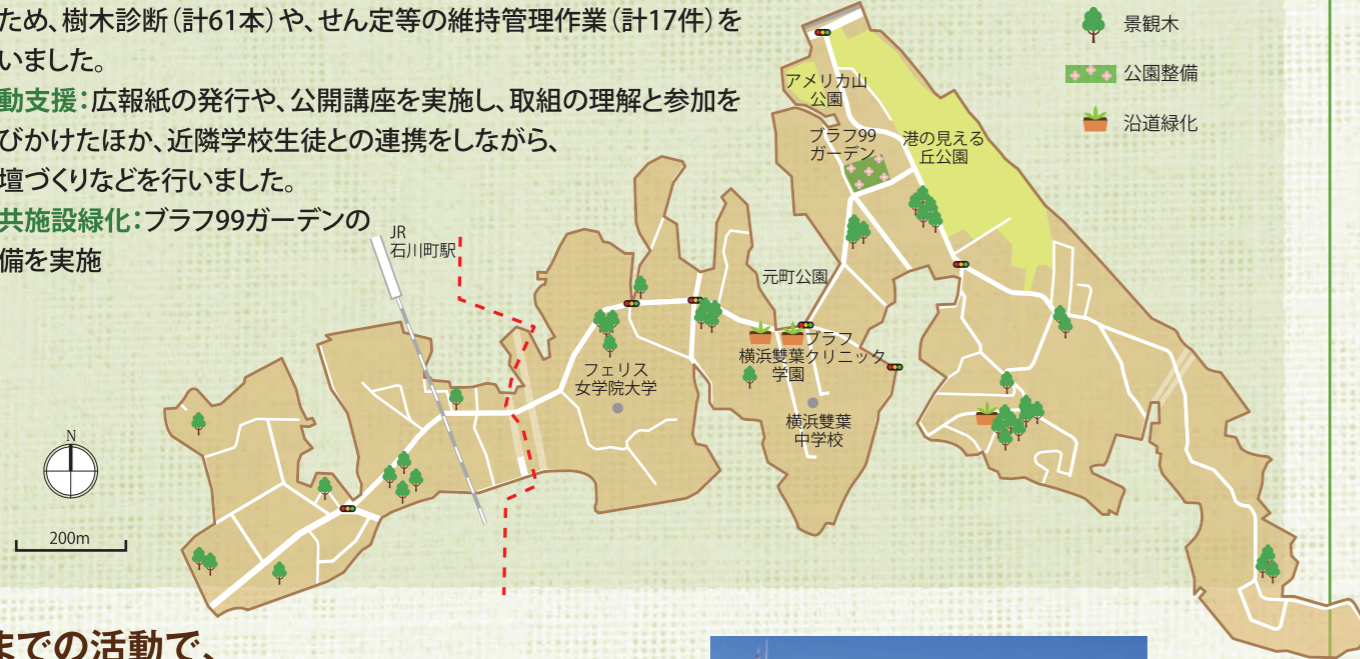 ため、樹木診断（計61本）や、せん定等の維持管理作業（計17件）を
いました。
動支援：広報紙の発行や、公開講座を実施し、取組の理解と参加を
びかけたほか、近隣学校生徒との連携をしながら、
壇づくりなどを行いました。
共施設緑化：ブラフ99ガーデンの
備を実施
景観木
公園整備
沿道緑化
アメリカ山
公園
ブラフ99
ガーデン
港の見える
丘公園
JR
石川町駅
元町公園
ブラフ
クリニック
横浜雙葉
学園
フェリス
女学院大学
横浜雙葉
中学校
N
200m
までの活動で、